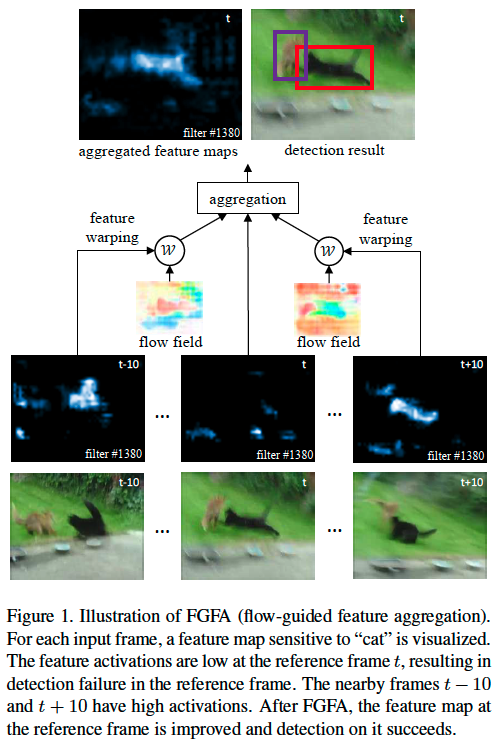 t
t
filter #1380
aggregated feature maps
detection result
aggregation
feature
warping
feature
warping
w
w
flow field
flow field
t-10
t
t+10
...
...
filter #1380
filter #1380
filter #1380
t-10
t
t+10
...
...
Figure 1. Illustration of FGFA (flow-guided feature aggregation).
For each input frame, a feature map sensitive to “cat” is visualized.
The feature activations are low at the reference frame t, resulting in
detection failure in the reference frame. The nearby frames t − 10
and t + 10 have high activations. After FGFA, the feature map at
the reference frame is improved and detection on it succeeds.